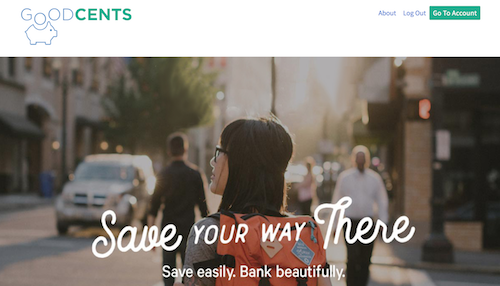 GOODCENTS
About Log Out Go To Account
Save YOUR WAY There
Save easily. Bank beautifully.